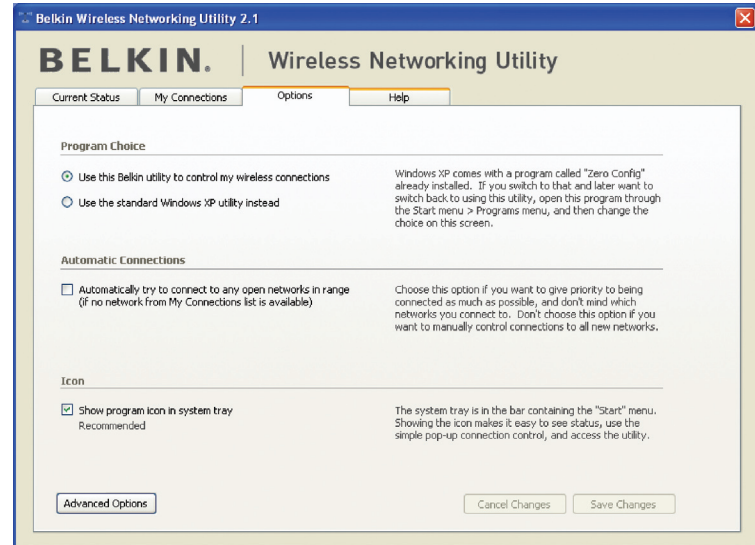 Belkin Wireless Networking Utility 2.1
BELKIN. | Wireless Networking Utility
Current Status
My Connections
Options
Help
Program Choice
Use this Belkin utility to control my wireless connections
Use the standard Windows XP utility instead
Windows XP comes with a program called "Zero Config"
already installed. If you switch to that and later want to
switch back to using this utility, open this program through
the Start menu > Programs menu, and then change the
choice on this screen.
Automatic Connections
Automatically try to connect to any open networks in range
(if no network from My Connections list is available)
Choose this option if you want to give priority to being
connected as much as possible, and don't mind which
networks you connect to. Don't choose this option if you
want to manually control connections to all new networks.
Icon
Show program icon in system tray
Recommended
The system tray is in the bar containing the "Start" menu.
Showing the icon makes it easy to see status, use the
simple pop-up connection control, and access the utility.
Advanced Options
Cancel Changes
Save Changes